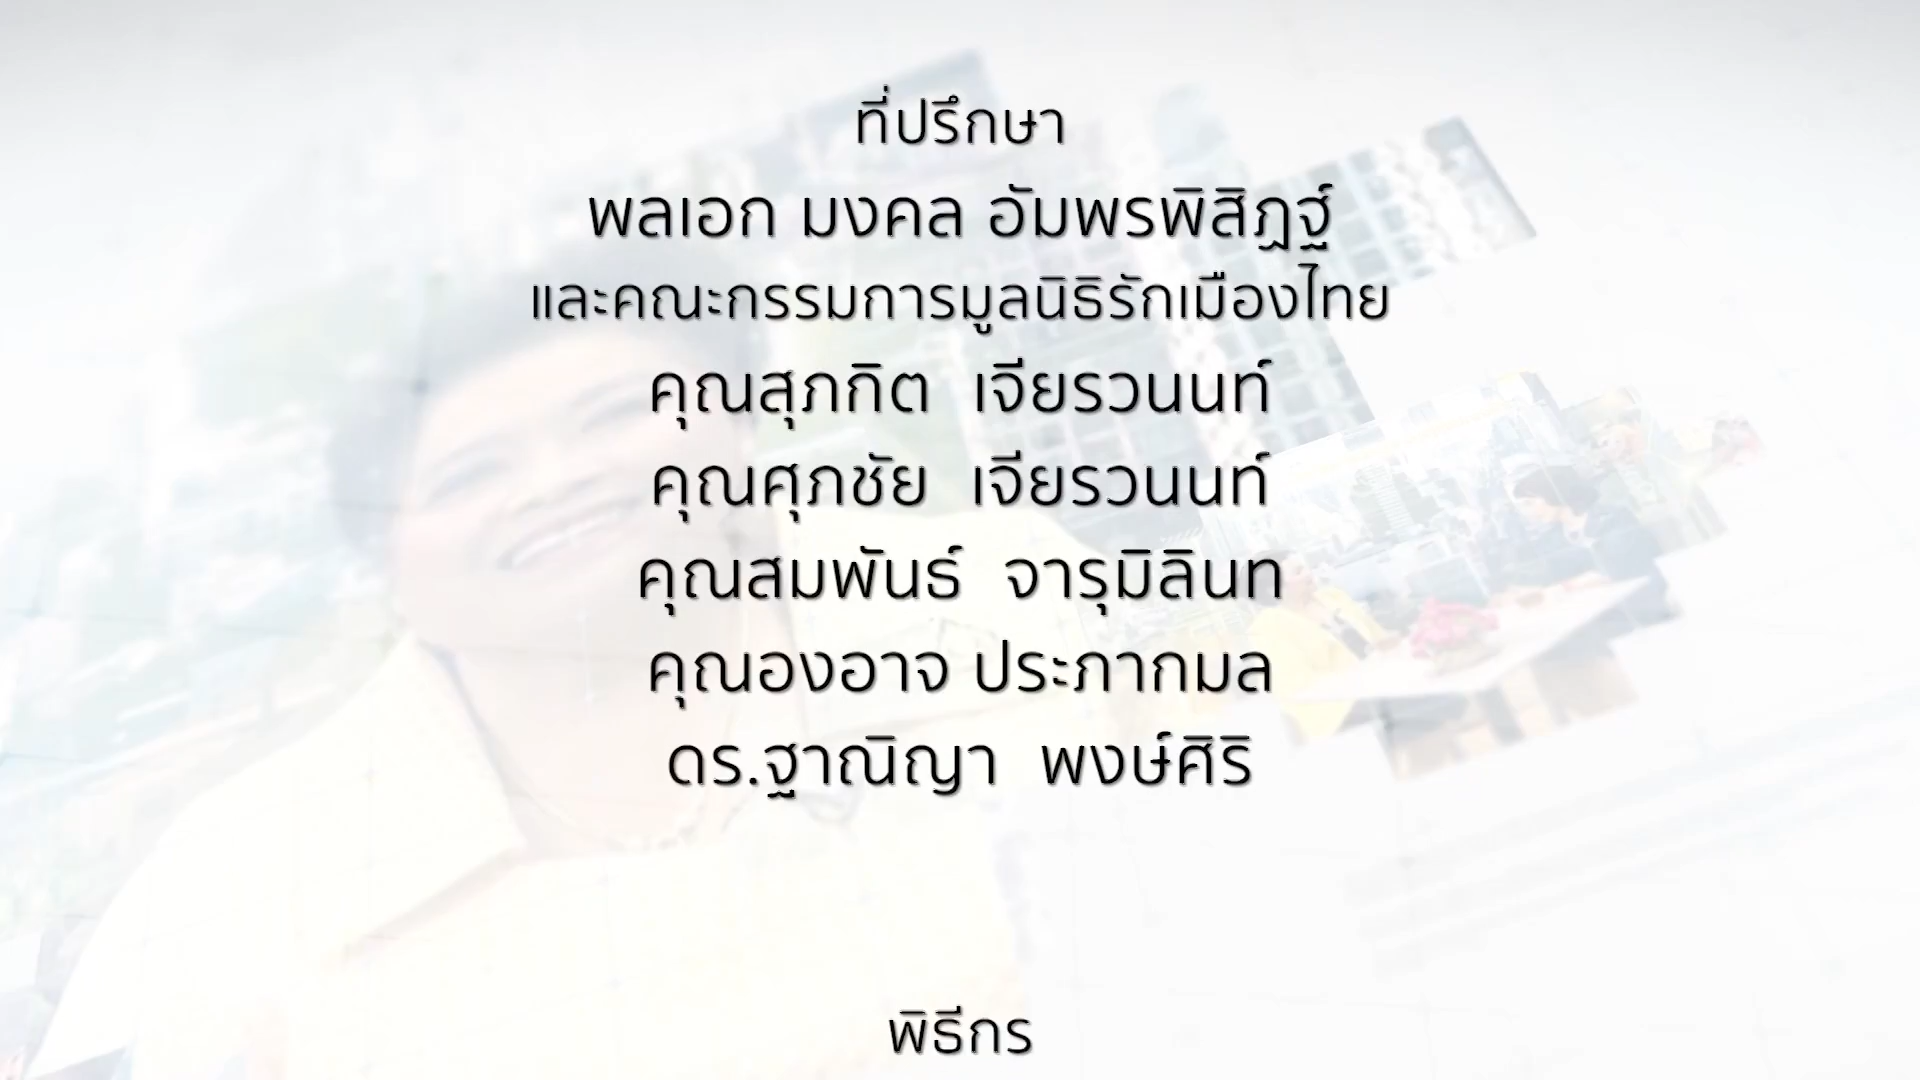 ที่ปรึกษา
พลเอก มงคล อัมพรพิสิฏฐ์
และคณะกรรมการมูลนิธิรักเมืองไทย
คุณสุภกิต เจียรวนนท์
คุณศุภชัย เจียรวนนท์
คุณสมพันธ์ จารุมิลินท
คุณองอาจ ประภากมล
ดร.ฐาณิญา พงษ์ศิริ
พิธีกร